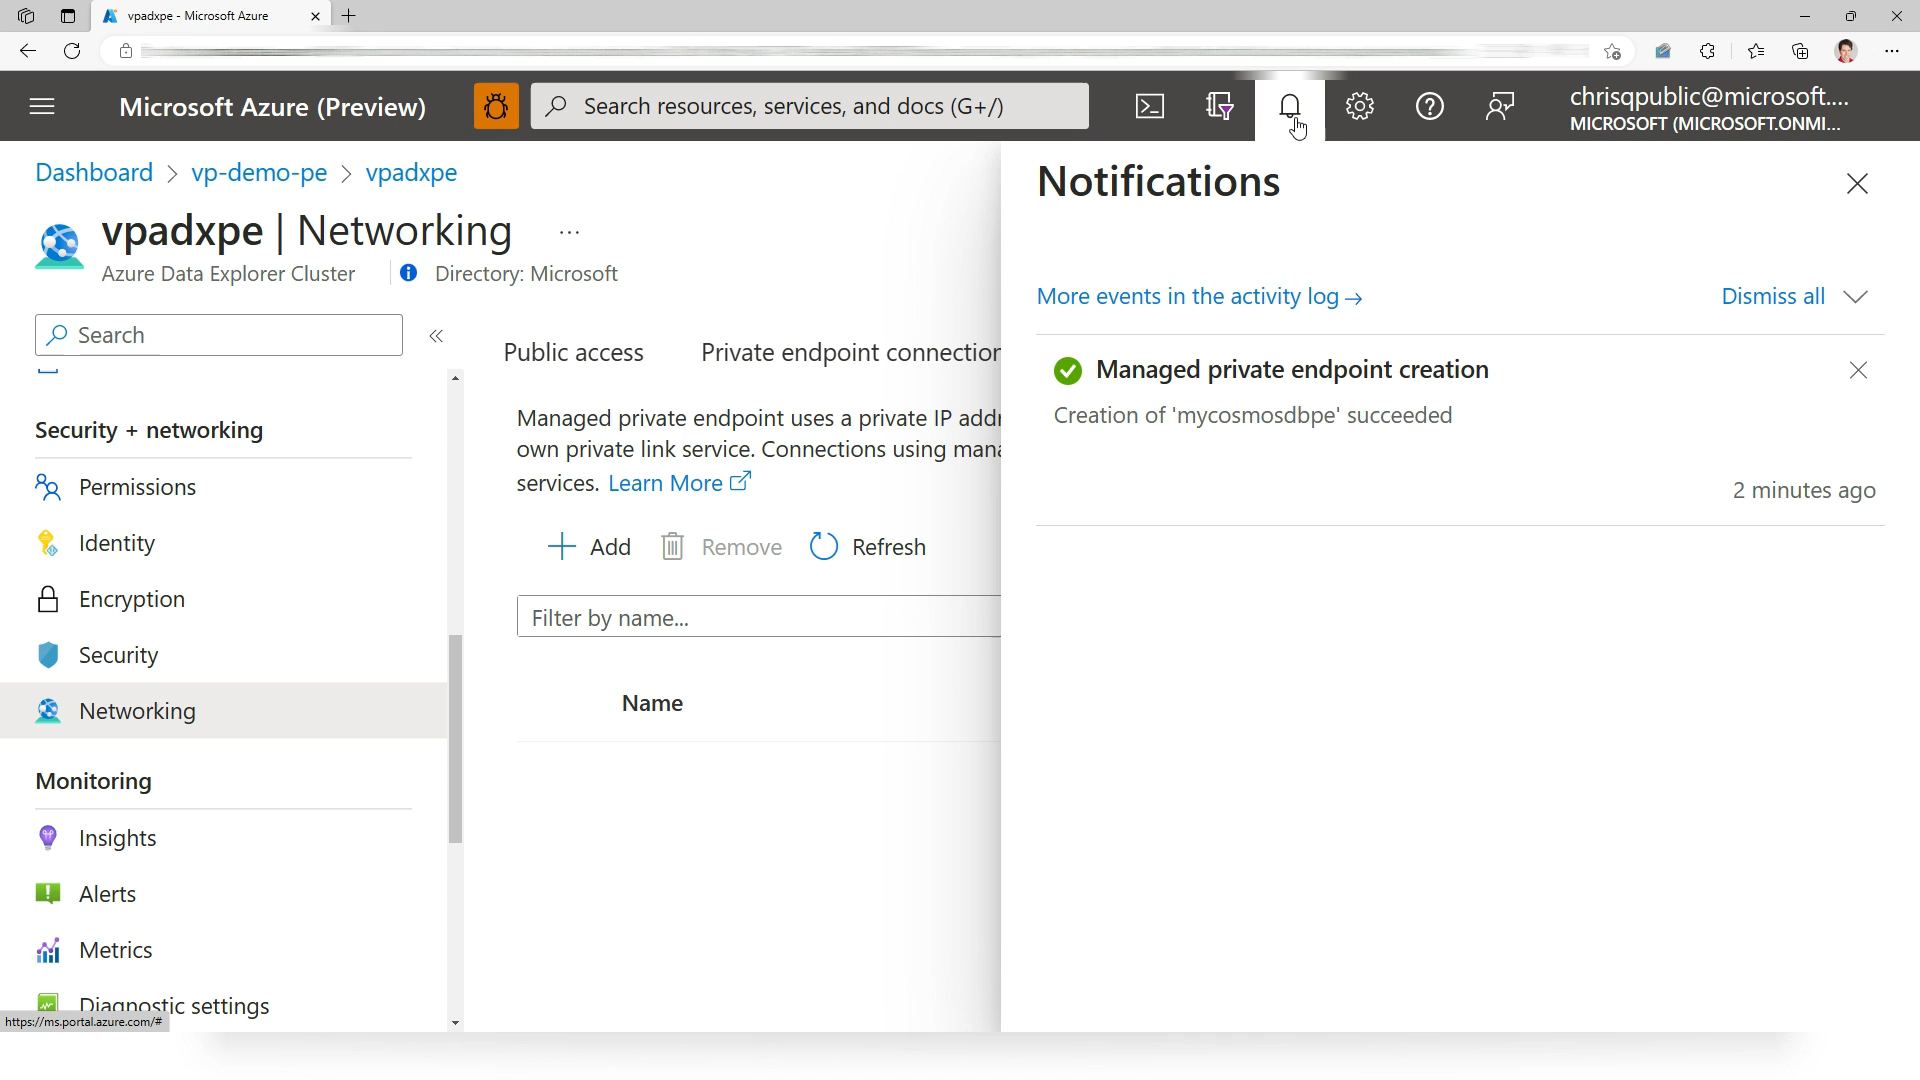 vpadxpe - Microsoft Azure
Microsoft Azure (Preview)
Search resources, services, and docs (G+/)
chrisqpublic@microsoft....
MICROSOFT (MICROSOFT.ONMI...
Dashboard > vp-demo-pe > vpadxpe
vpadxpe | Networking ...
Azure Data Explorer Cluster
Directory: Microsoft
Search
Security + networking
Permissions
Identity
Encryption
Security
Networking
Monitoring
Insights
Alerts
Metrics
Diagnostic settings
https://ms.portal.azure.com/#
Public access
Private endpoint connection
Managed private endpoint uses a private IP addr
own private link service. Connections using mana
services. Learn More
Add
Remove
Refresh
Filter by name...
Name
Notifications
More events in the activity log →
Dismiss all
Managed private endpoint creation
Creation of 'mycosmosdbpe' succeeded
2 minutes ago